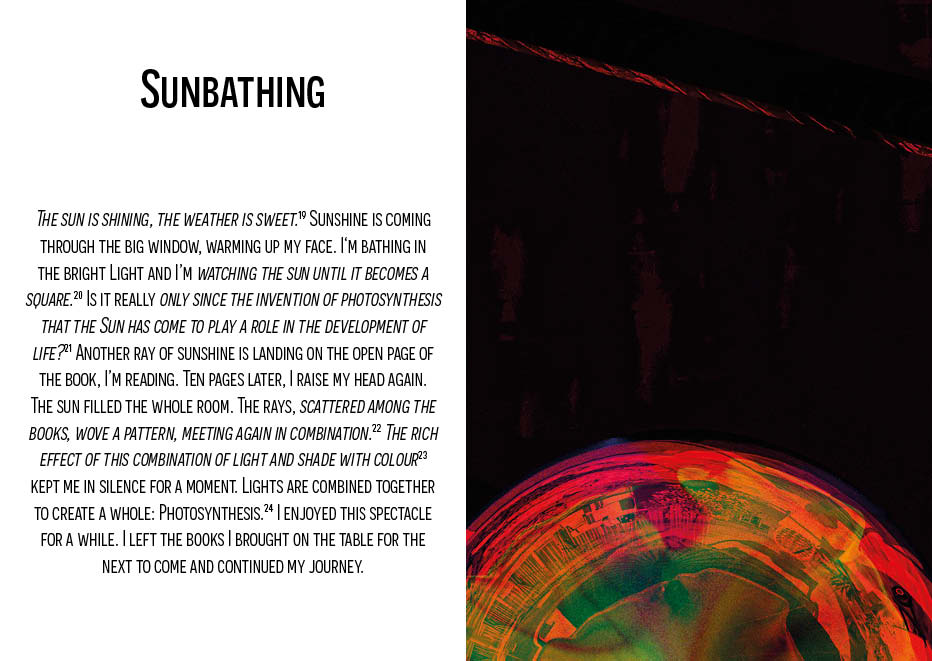 Sunbathing
The sun is shining, the weather is sweet.¹⁹ Sunshine is coming
through the big window, warming up my face. I‘m bathing in
the bright Light and I’m watching the sun until it becomes a
square.²⁰ Is it really only since the invention of photosynthesis
that the Sun has come to play a role in the development of
life?²¹ Another ray of sunshine is landing on the open page of
the book, I’m reading. Ten pages later, I raise my head again.
The sun filled the whole room. The rays, scattered among the
books, wove a pattern, meeting again in combination.²² The rich
effect of this combination of light and shade with colour²³
kept me in silence for a moment. Lights are combined together
to create a whole: Photosynthesis.²⁴ I enjoyed this spectacle
for a while. I left the books I brought on the table for the
next to come and continued my journey.